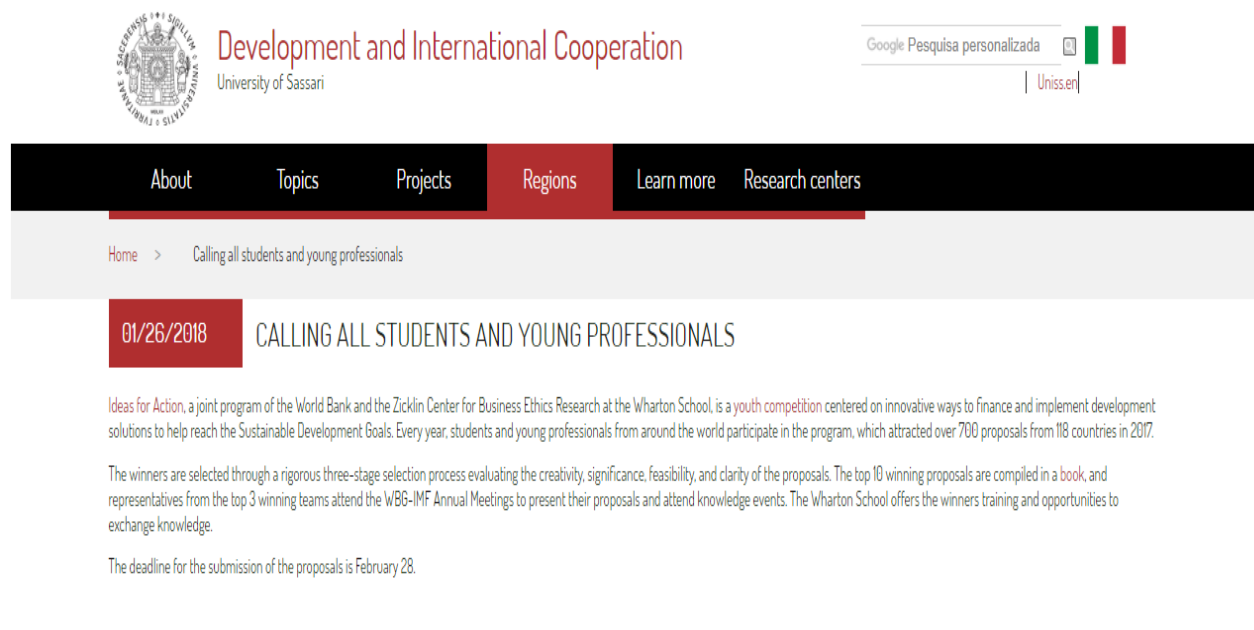 SACERENSIS SIGILLVM VNIVERSITATIS TVRRITANAE
Development and International Cooperation
University of Sassari
Google Pesquisa personalizada
Uniss.en
About Topics Projects Regions Learn more Research centers
Home > Calling all students and young professionals
01/26/2018 CALLING ALL STUDENTS AND YOUNG PROFESSIONALS
Ideas for Action, a joint program of the World Bank and the Zicklin Center for Business Ethics Research at the Wharton School, is a youth competition centered on innovative ways to finance and implement development
solutions to help reach the Sustainable Development Goals. Every year, students and young professionals from around the world participate in the program, which attracted over 700 proposals from 118 countries in 2017.
The winners are selected through a rigorous three-stage selection process evaluating the creativity, significance, feasibility, and clarity of the proposals. The top 10 winning proposals are compiled in a book, and
representatives from the top 3 winning teams attend the WBG-IMF Annual Meetings to present their proposals and attend knowledge events. The Wharton School offers the winners training and opportunities to
exchange knowledge.
The deadline for the submission of the proposals is February 28.